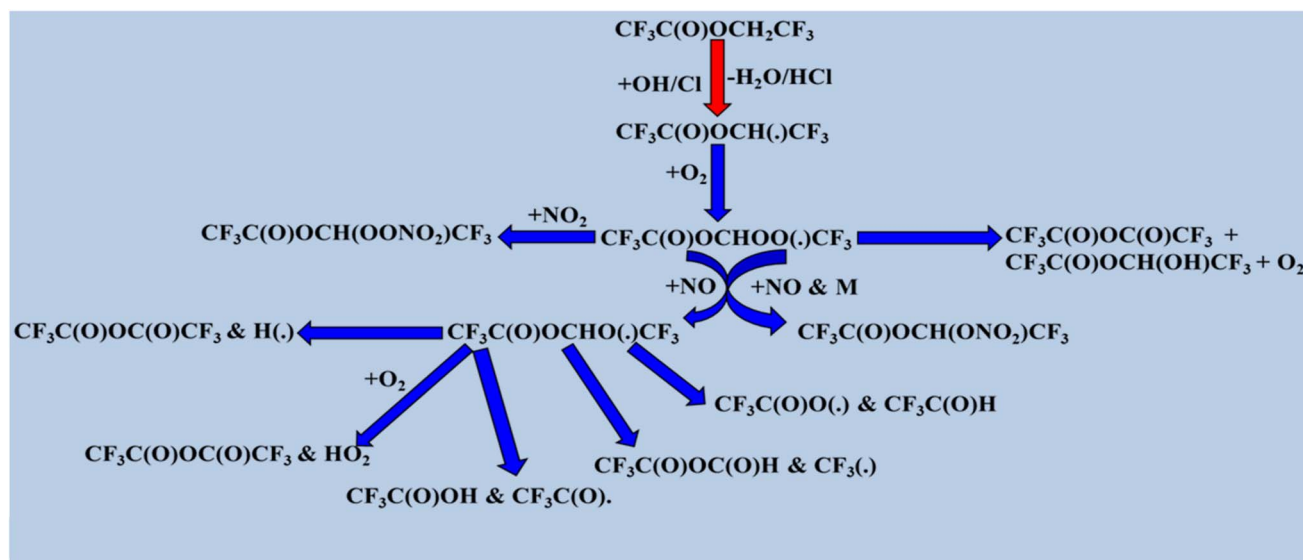 CF₃C(O)OCH₂CF₃
+OH/Cl
-H₂O/HCl
CF₃C(O)OCH(.)CF₃
+O₂
+NO₂
CF₃C(O)OCH(OONO₂)CF₃
CF₃C(O)OCHOO(.)CF₃
CF₃C(O)OC(O)CF₃ +
CF₃C(O)OCH(OH)CF₃ + O₂
+NO
+NO & M
CF₃C(O)OC(O)CF₃ & H(.)
CF₃C(O)OCHO(.)CF₃
CF₃C(O)OCH(ONO₂)CF₃
+O₂
CF₃C(O)O(.) & CF₃C(O)H
CF₃C(O)OC(O)CF₃ & HO₂
CF₃C(O)OC(O)H & CF₃(.)
CF₃C(O)OH & CF₃C(O).